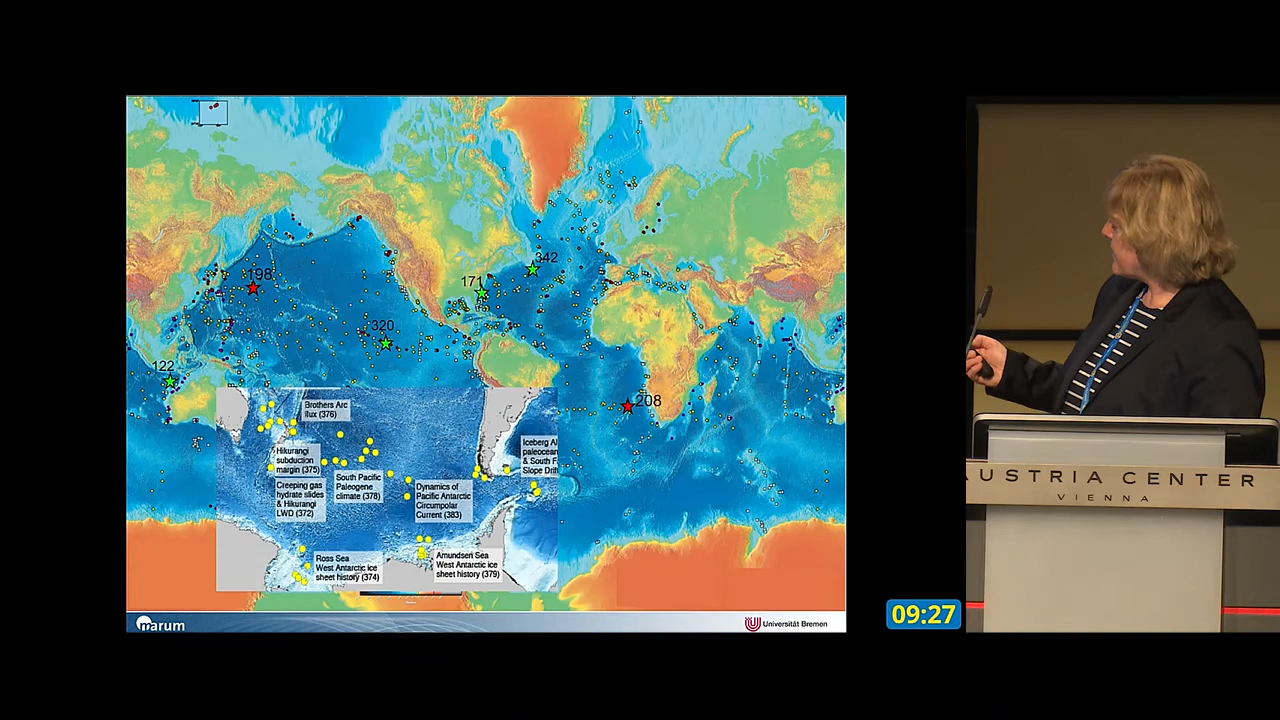 342
198
171
320
122
208
Brothers Arc
flux (376)
Hikurangi
subduction
margin (375)
Creeping gas
hydrate slides
& Hikurangi
LWD (372)
South Pacific
Paleogene
climate (378)
Dynamics of
Pacific Antarctic
Circumpolar
Current (383)
Iceberg Al
paleocean
& South F
Slope Drif
Ross Sea
West Antarctic ice
sheet history (374)
Amundsen Sea
West Antarctic ice
sheet history (379)
marum
Universität Bremen
09:27
AUSTRIA CENTER
VIENNA